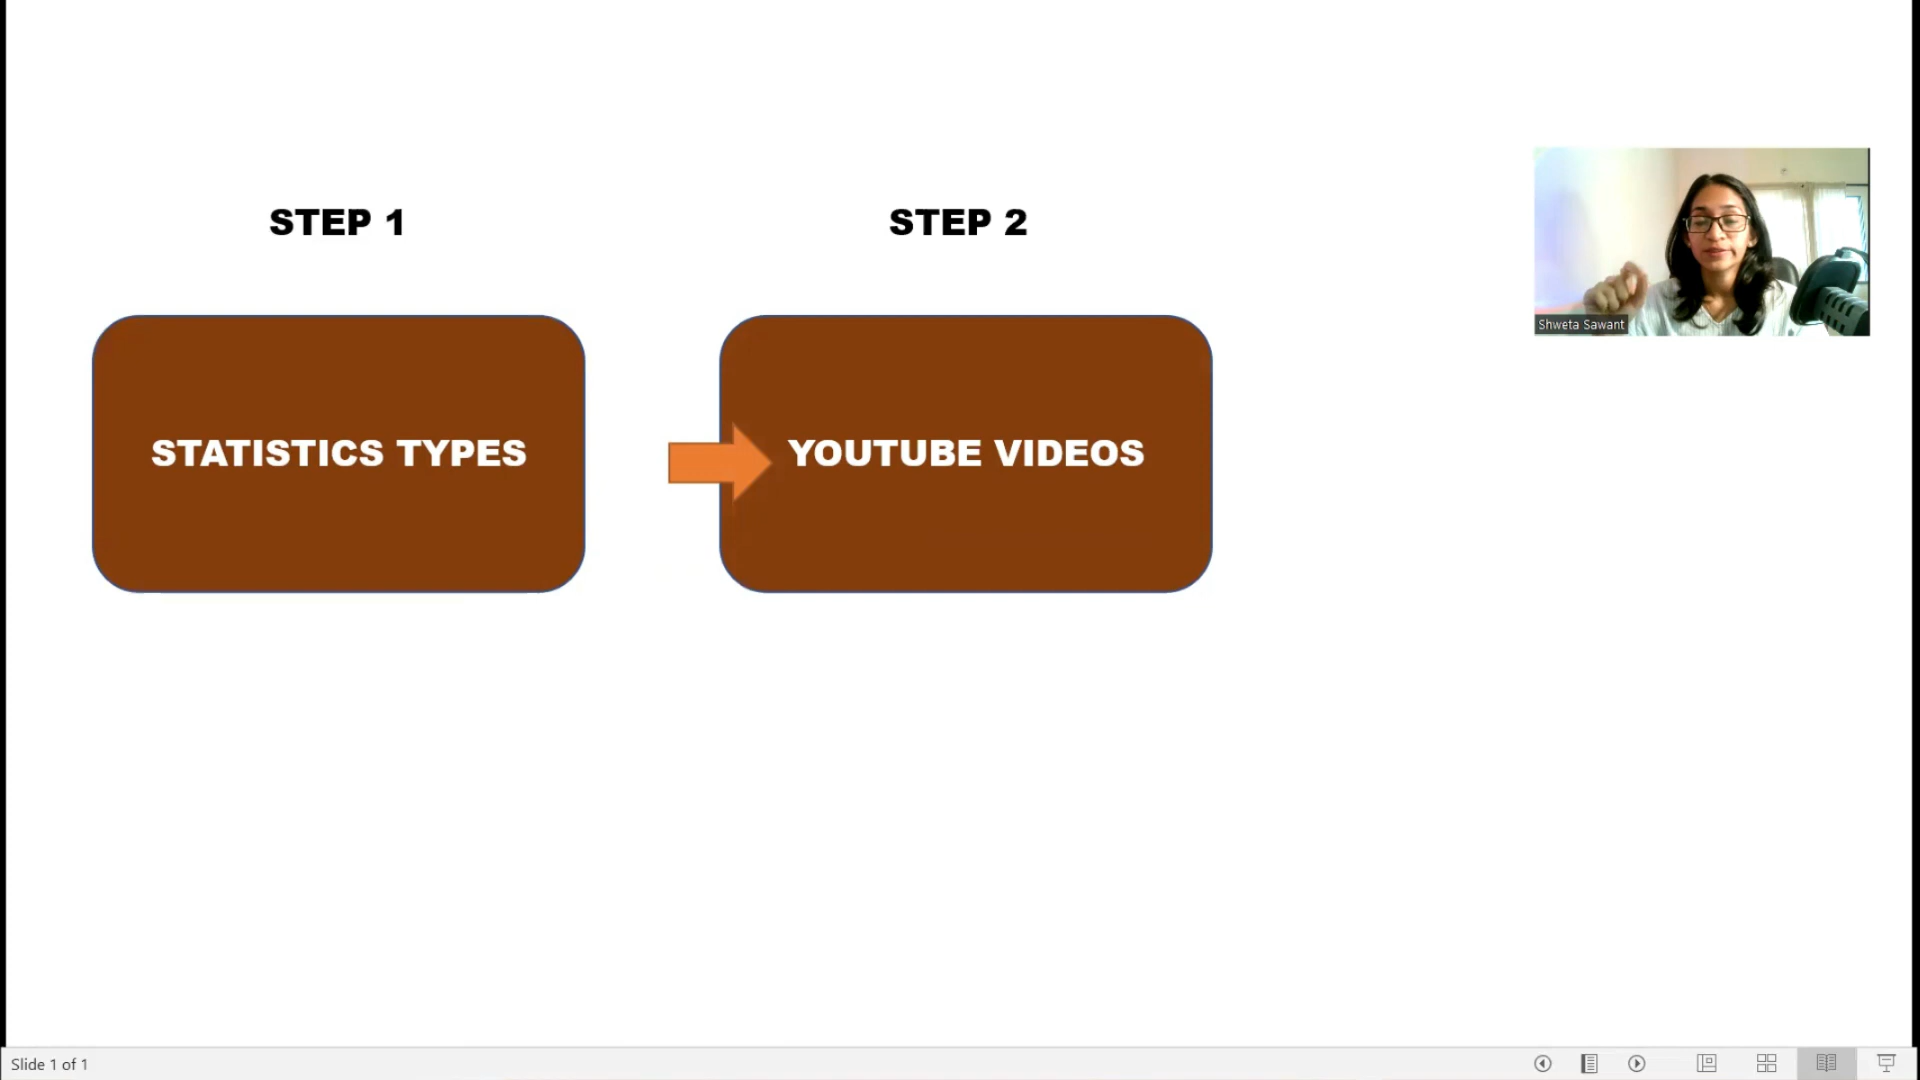 STEP 1
STEP 2
STATISTICS TYPES
YOUTUBE VIDEOS
Shweta Sawant
Slide 1 of 1